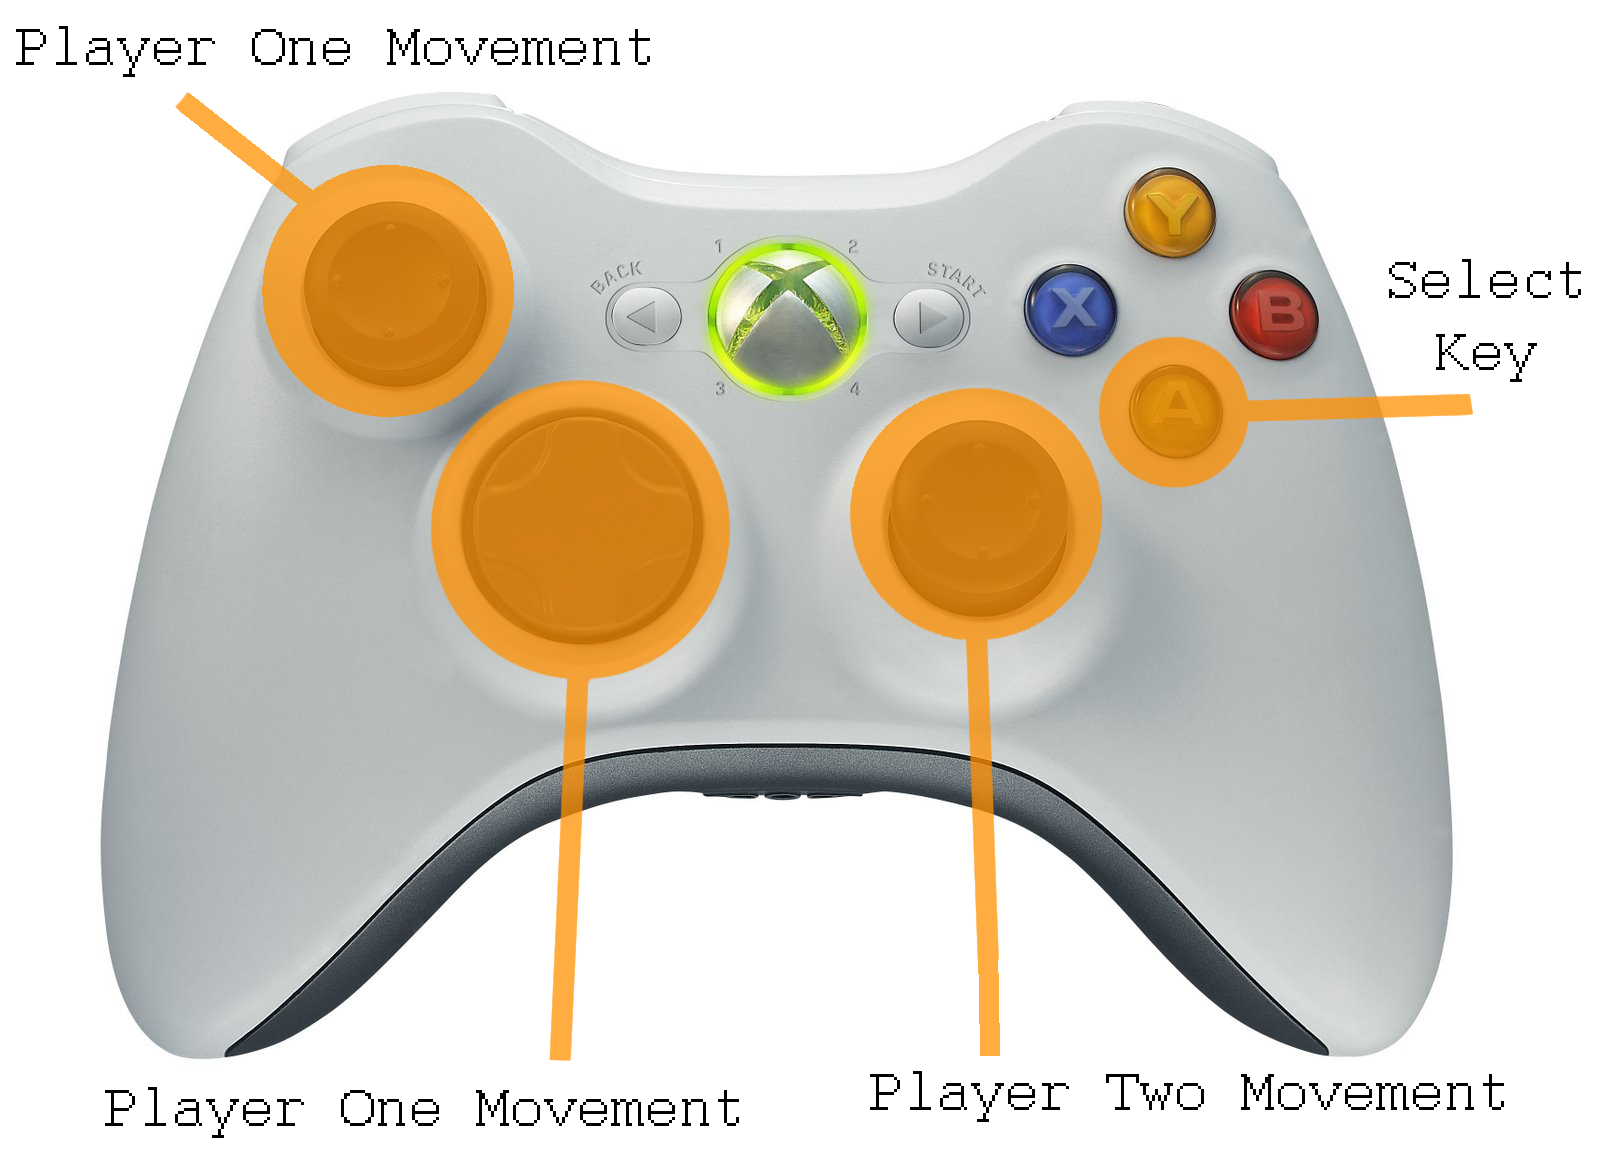 Player One Movement
1
2
BACK
START
Y
X
B
Select
Key
3
4
A
Player One Movement
Player Two Movement